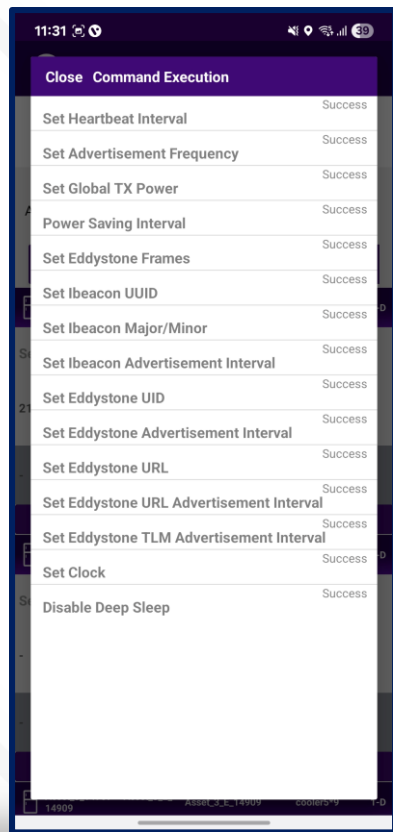 11:31 39
Close Command Execution
Success
Set Heartbeat Interval
Success
Set Advertisement Frequency
Success
Set Global TX Power
Success
Power Saving Interval
Success
Set Eddystone Frames
Success
Set Ibeacon UUID
Success
Set Ibeacon Major/Minor
Success
Set Ibeacon Advertisement Interval
Success
Set Eddystone UID
Success
Set Eddystone Advertisement Interval
Success
Set Eddystone URL
Success
Set Eddystone URL Advertisement Interval
Success
Set Eddystone TLM Advertisement Interval
Success
Set Clock
Success
Disable Deep Sleep
14909 Asset_3_E_14909 cooler5*9 1-D